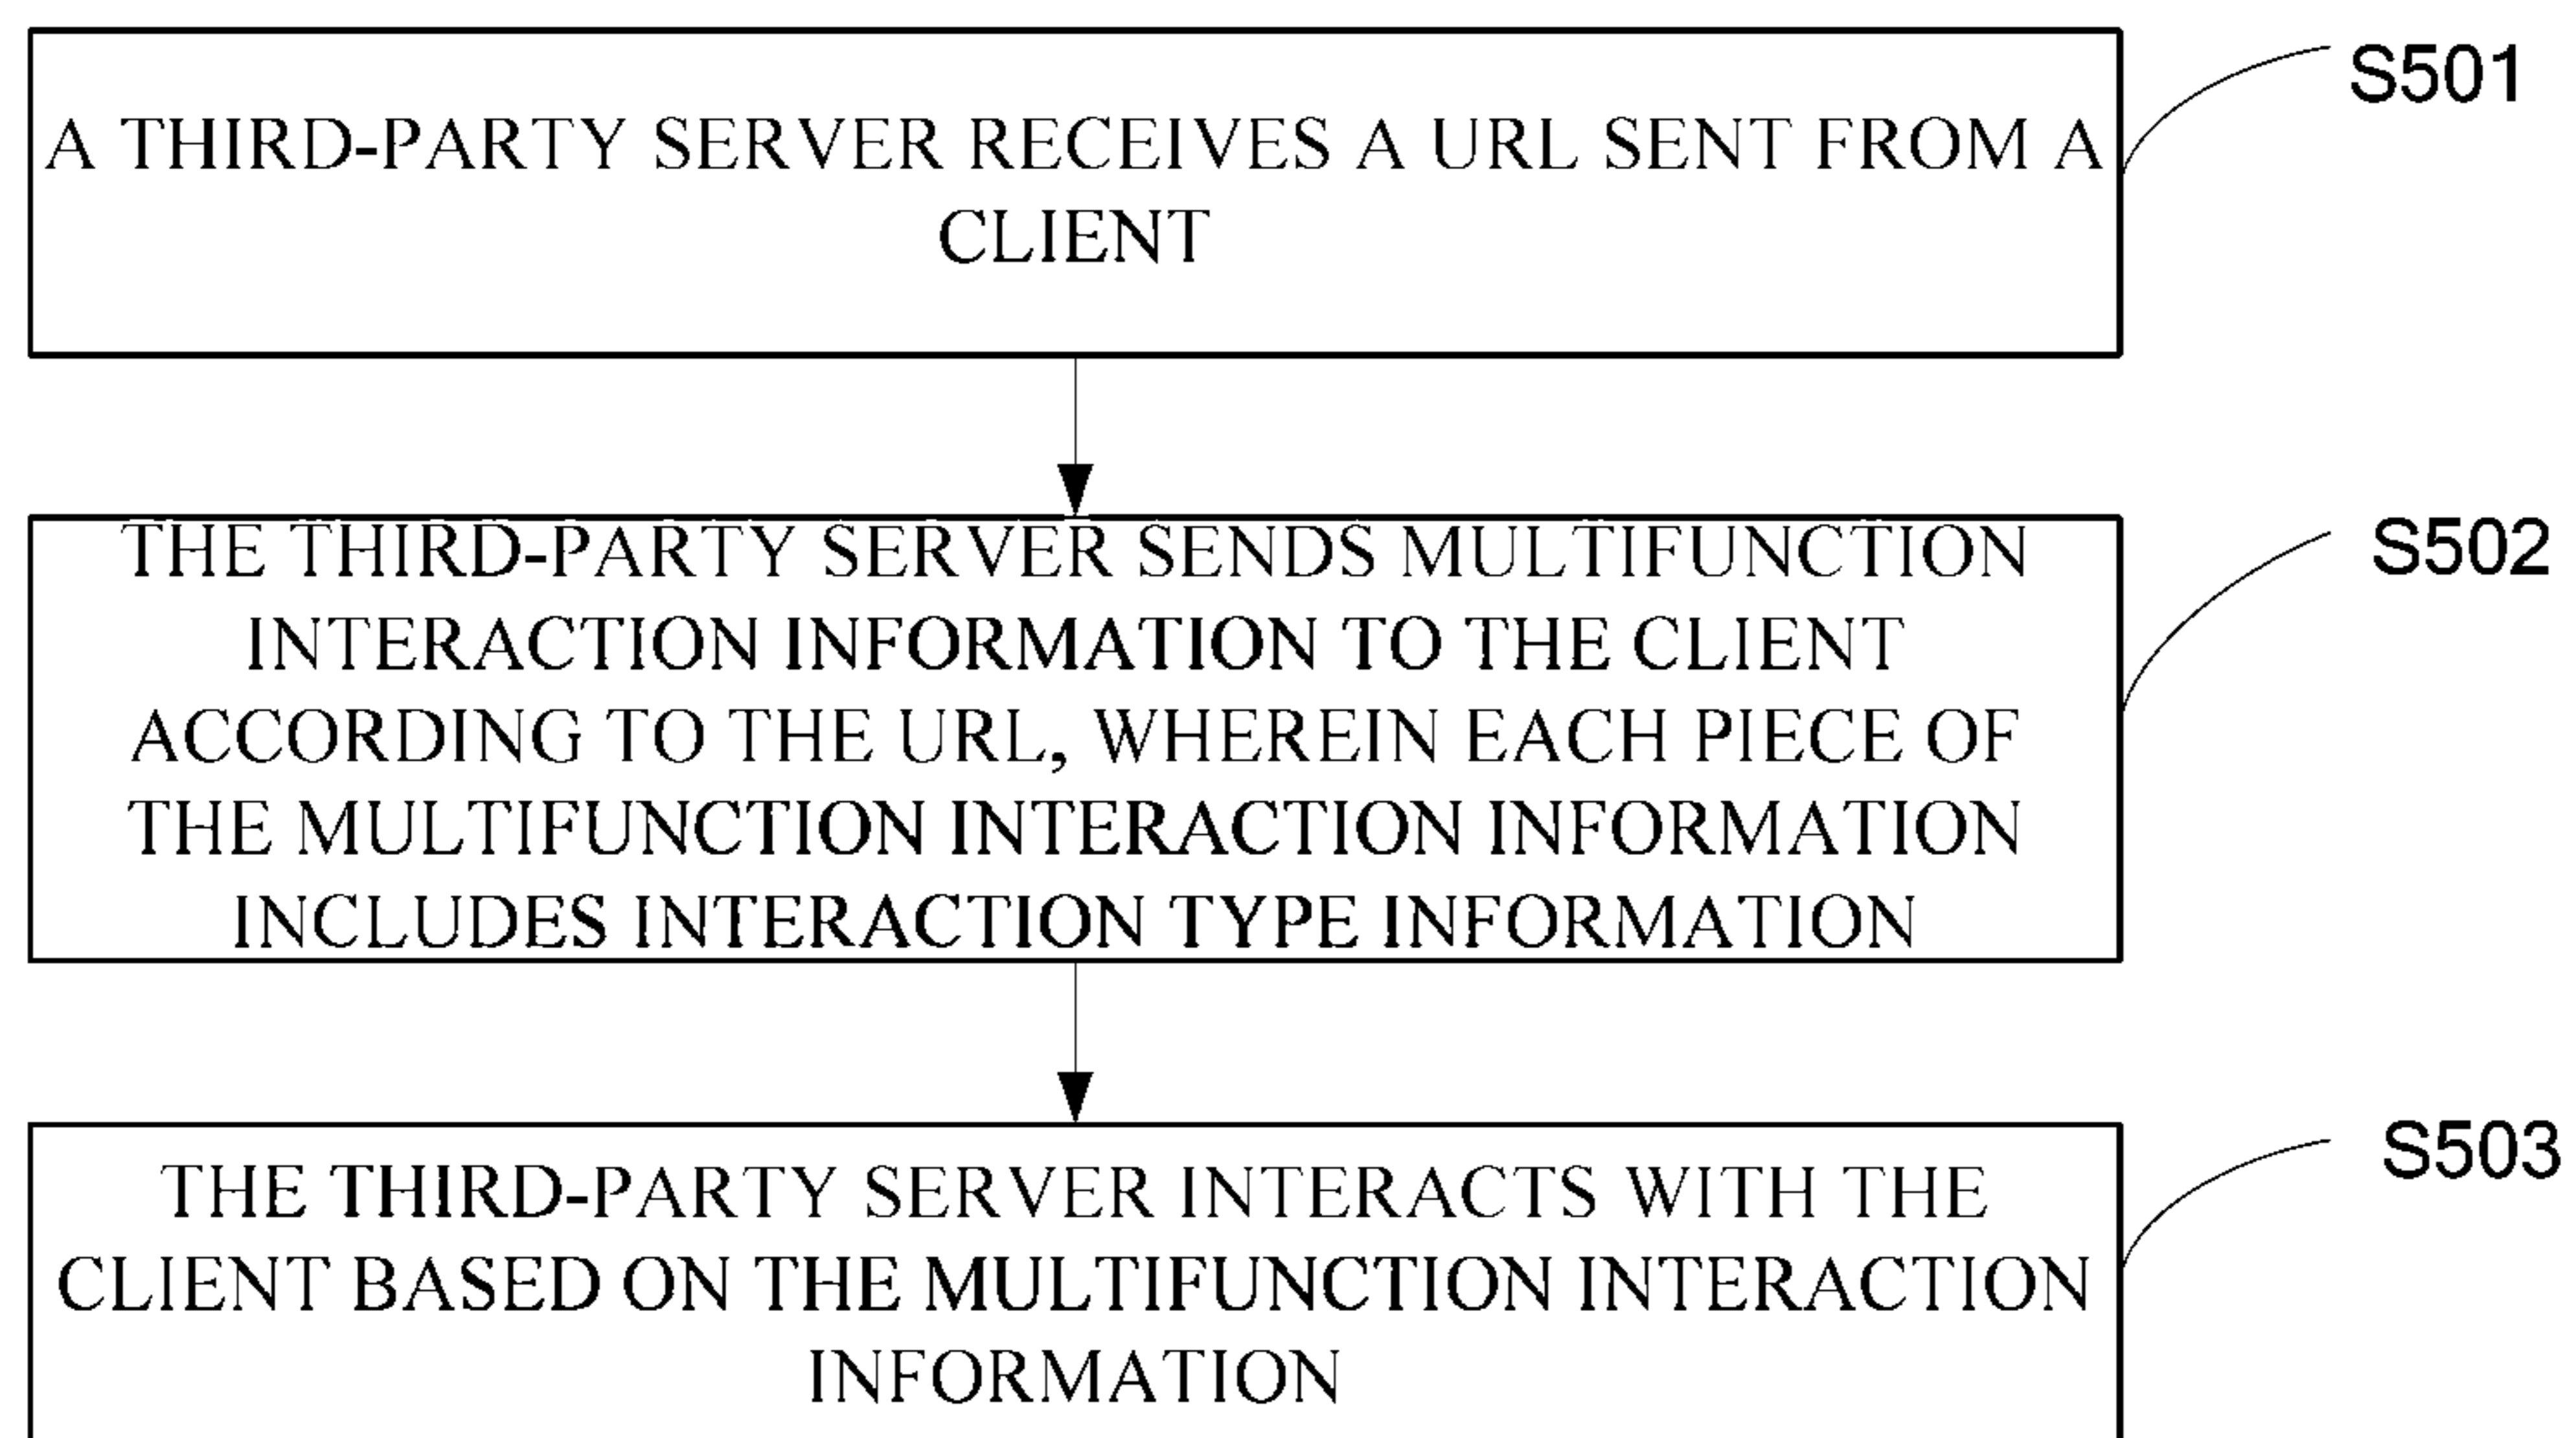 A THIRD-PARTY SERVER RECEIVES A URL SENT FROM A
CLIENT
S501
THE THIRD-PARTY SERVER SENDS MULTIFUNCTION
INTERACTION INFORMATION TO THE CLIENT
ACCORDING TO THE URL, WHEREIN EACH PIECE OF
THE MULTIFUNCTION INTERACTION INFORMATION
INCLUDES INTERACTION TYPE INFORMATION
S502
THE THIRD-PARTY SERVER INTERACTS WITH THE
CLIENT BASED ON THE MULTIFUNCTION INTERACTION
INFORMATION
S503